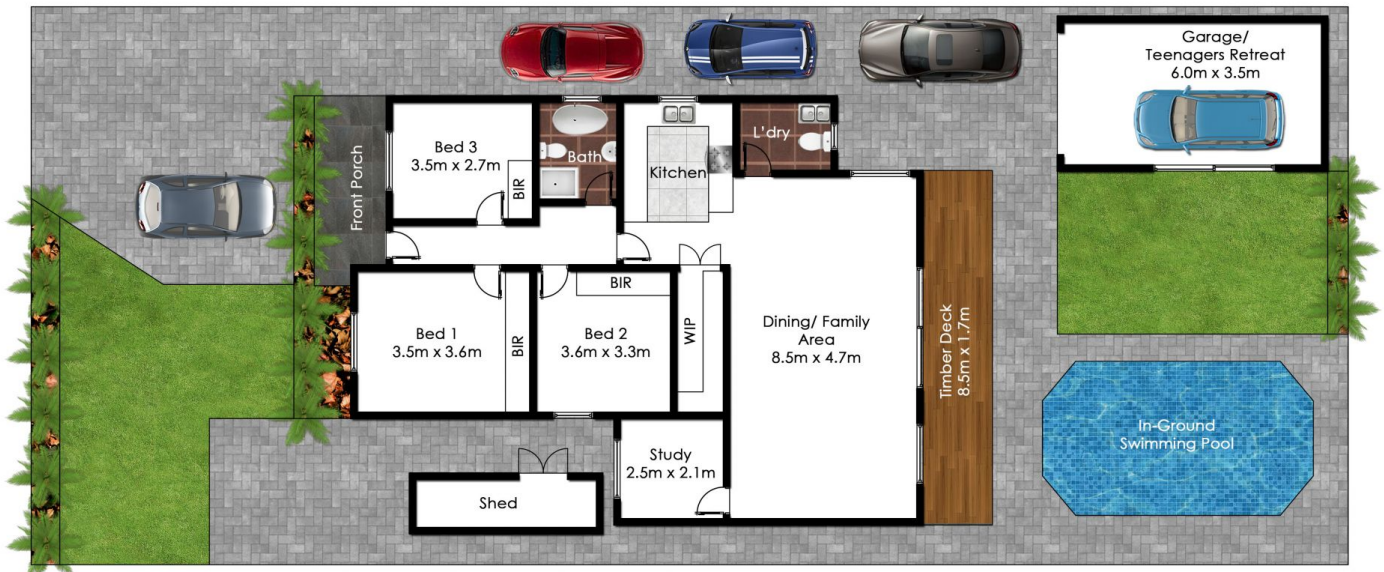 Garage/
Teenagers Retreat
6.0m x 3.5m
Front Porch
Bed 3
3.5m x 2.7m
BIR
Bath
Kitchen
L'dry
Bed 1
3.5m x 3.6m
BIR
Bed 2
3.6m x 3.3m
BIR
WIP
Dining/ Family
Area
8.5m x 4.7m
Timber Deck
8.5m x 1.7m
In-Ground
Swimming Pool
Study
2.5m x 2.1m
Shed